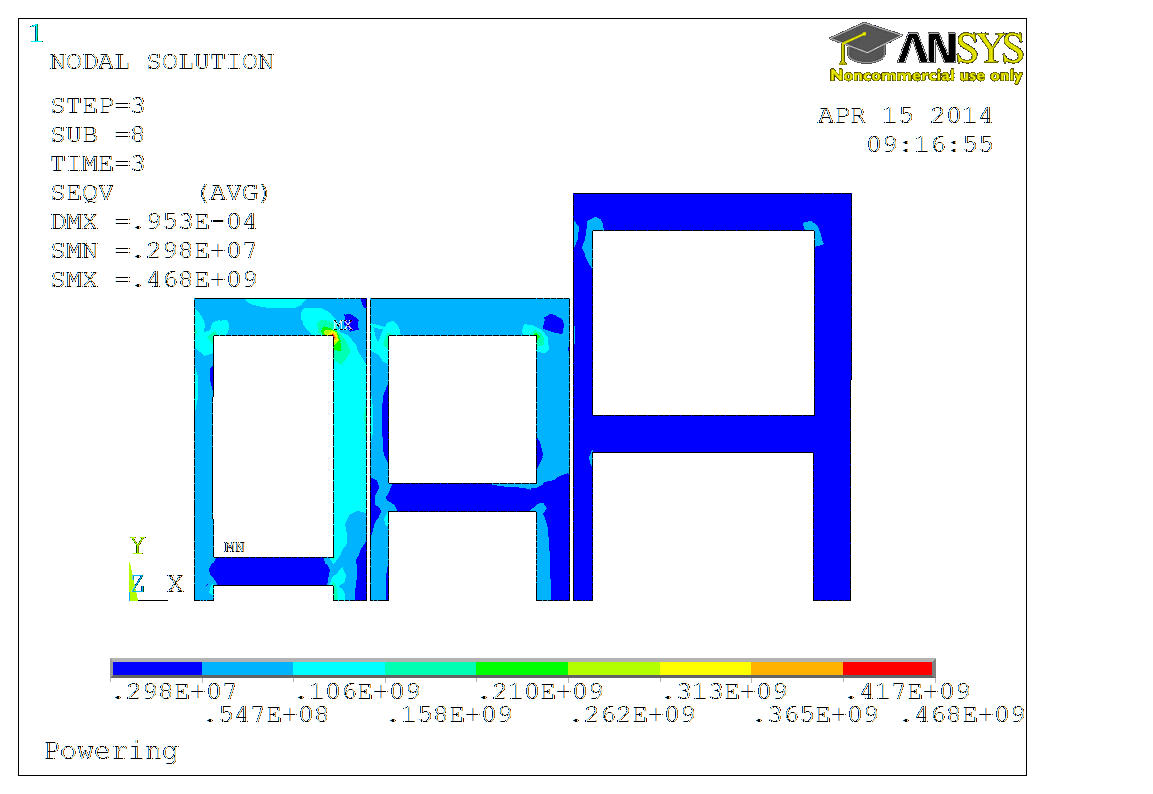 1
NODAL SOLUTION
ANSYS
Noncommercial use only
STEP=3
SUB =8
TIME=3
SEQV (AVG)
DMX =.953E-04
SMN =.298E+07
SMX =.468E+09
APR 15 2014
09:16:55
MX
MN
Y
Z X
.298E+07 .106E+09 .210E+09 .313E+09 .417E+09
.547E+08 .158E+09 .262E+09 .365E+09 .468E+09
Powering